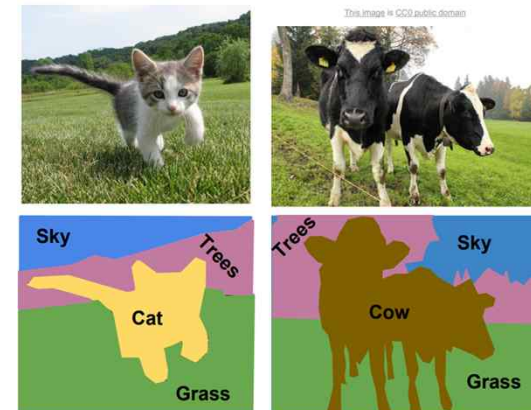 This image is CC0 public domain
Sky
Trees
Cat
Grass
Trees
Sky
Cow
Grass